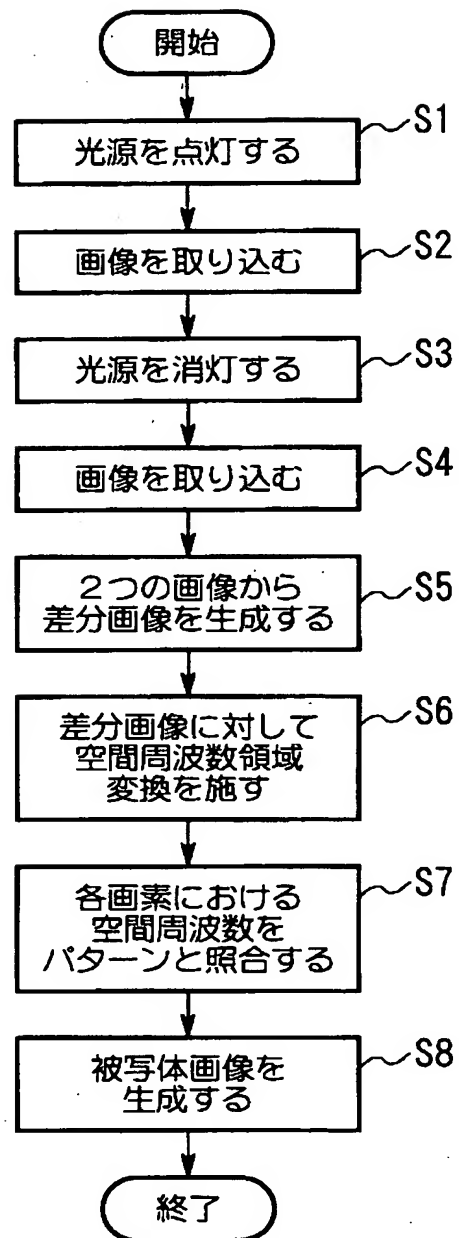 開始
S1
光源を点灯する
S2
画像を取り込む
S3
光源を消灯する
S4
画像を取り込む
S5
２つの画像から
差分画像を生成する
S6
差分画像に対して
空間周波数領域
変換を施す
S7
各画素における
空間周波数を
パターンと照合する
S8
被写体画像を
生成する
終了